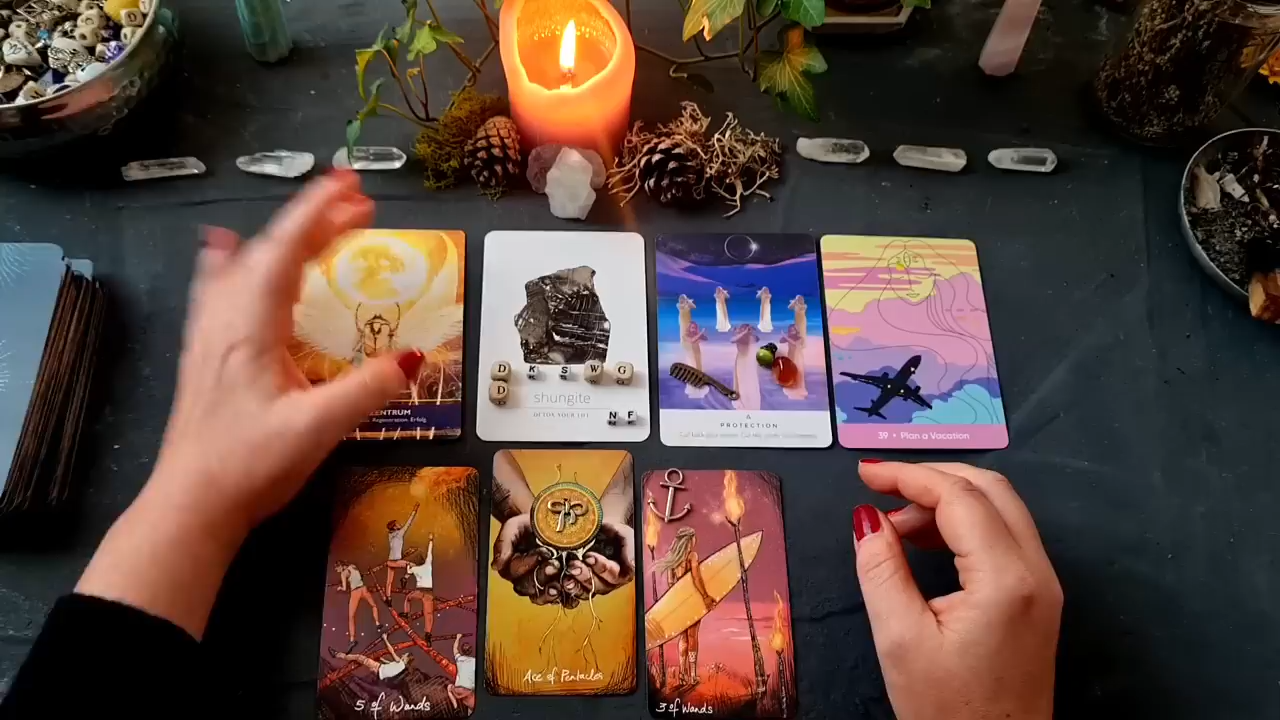 ZENTRUM
Regeneration Erfolg
D K S W G
D
shungite
DETOX YOUR LIFE
N F
PROTECTION
39 • Plan a Vacation
5 of Wands
Ace of Pentacles
3 of Wands